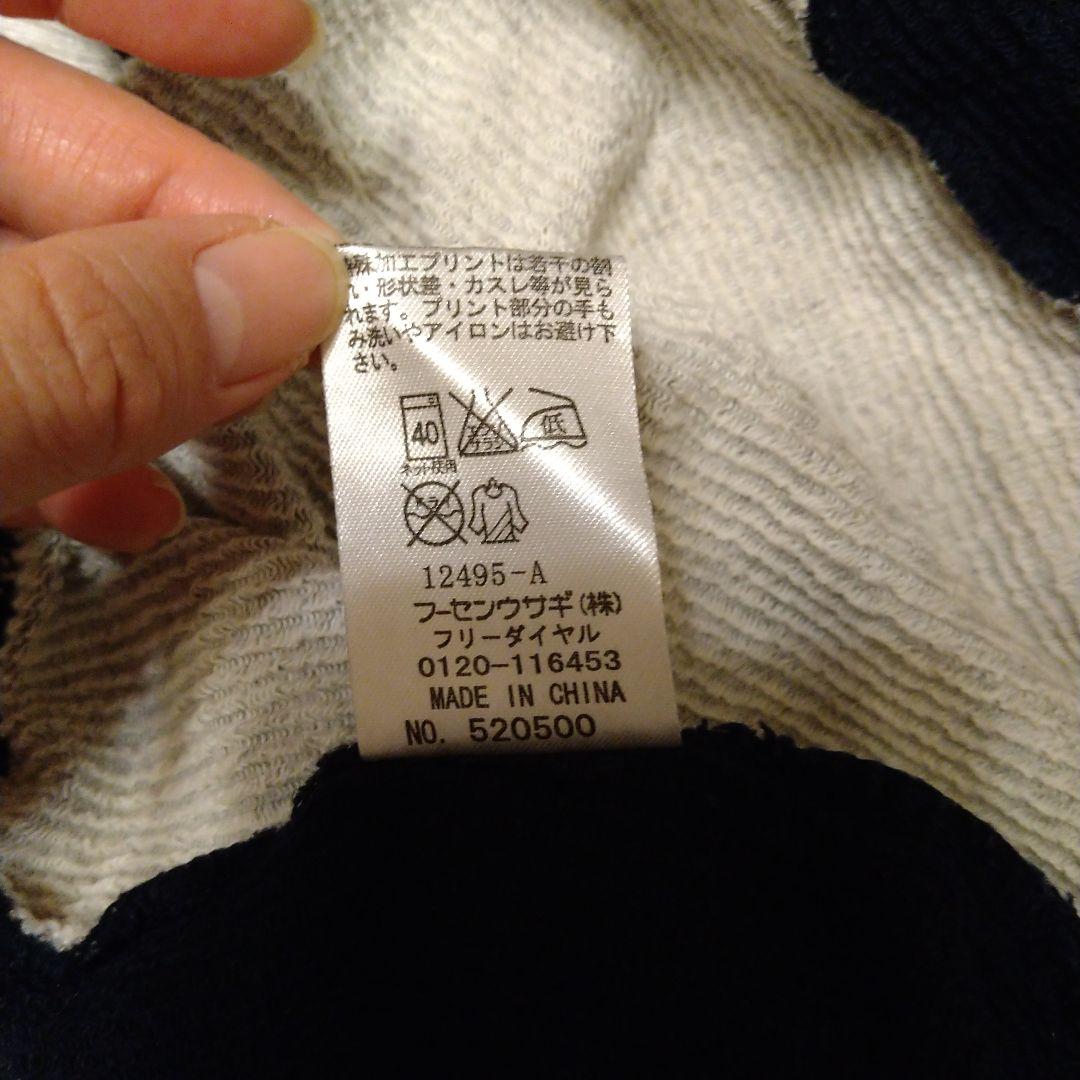 特殊加工プリントは若干の割
れ・形状差・カスレ等が見ら
れます。プリント部分の手も
み洗いやアイロンはお避け下
さい。
40
低
ネット使用
12495-A
フーセンウサギ(株)
フリーダイヤル
0120-116453
MADE IN CHINA
NO. 520500